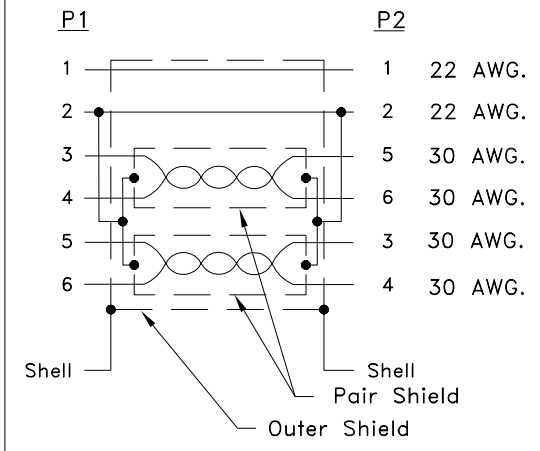 P1 P2
1 1 22 AWG.
2 2 22 AWG.
3 5 30 AWG.
4 6 30 AWG.
5 3 30 AWG.
6 4 30 AWG.
Shell Shell
Pair Shield
Outer Shield